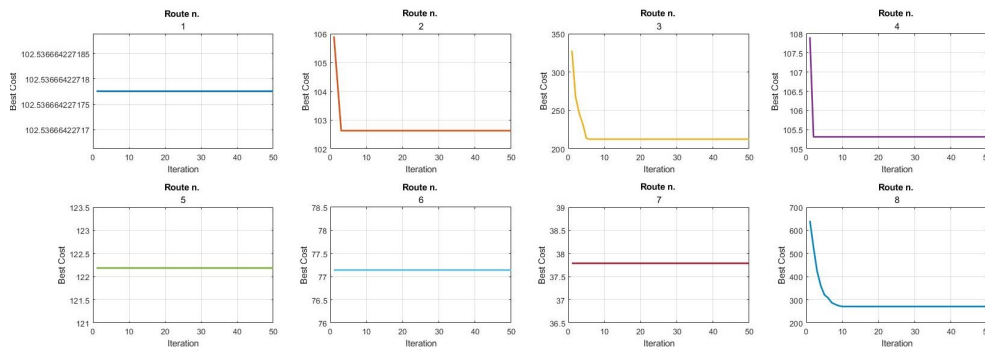 Route n.
1
102.536664227185
102.53666422718
102.536664227175
102.53666422717
Best Cost
0 10 20 30 40 50
Iteration
Route n.
2
106
105
104
103
102
Best Cost
0 10 20 30 40 50
Iteration
Route n.
3
350
300
250
200
Best Cost
0 10 20 30 40 50
Iteration
Route n.
4
108
107.5
107
106.5
106
105.5
105
Best Cost
0 10 20 30 40 50
Iteration
Route n.
5
123.5
123
122.5
122
121.5
121
Best Cost
0 10 20 30 40 50
Iteration
Route n.
6
78.5
78
77.5
77
76.5
76
Best Cost
0 10 20 30 40 50
Iteration
Route n.
7
39
38.5
38
37.5
37
36.5
Best Cost
0 10 20 30 40 50
Iteration
Route n.
8
700
600
500
400
300
200
Best Cost
0 10 20 30 40 50
Iteration